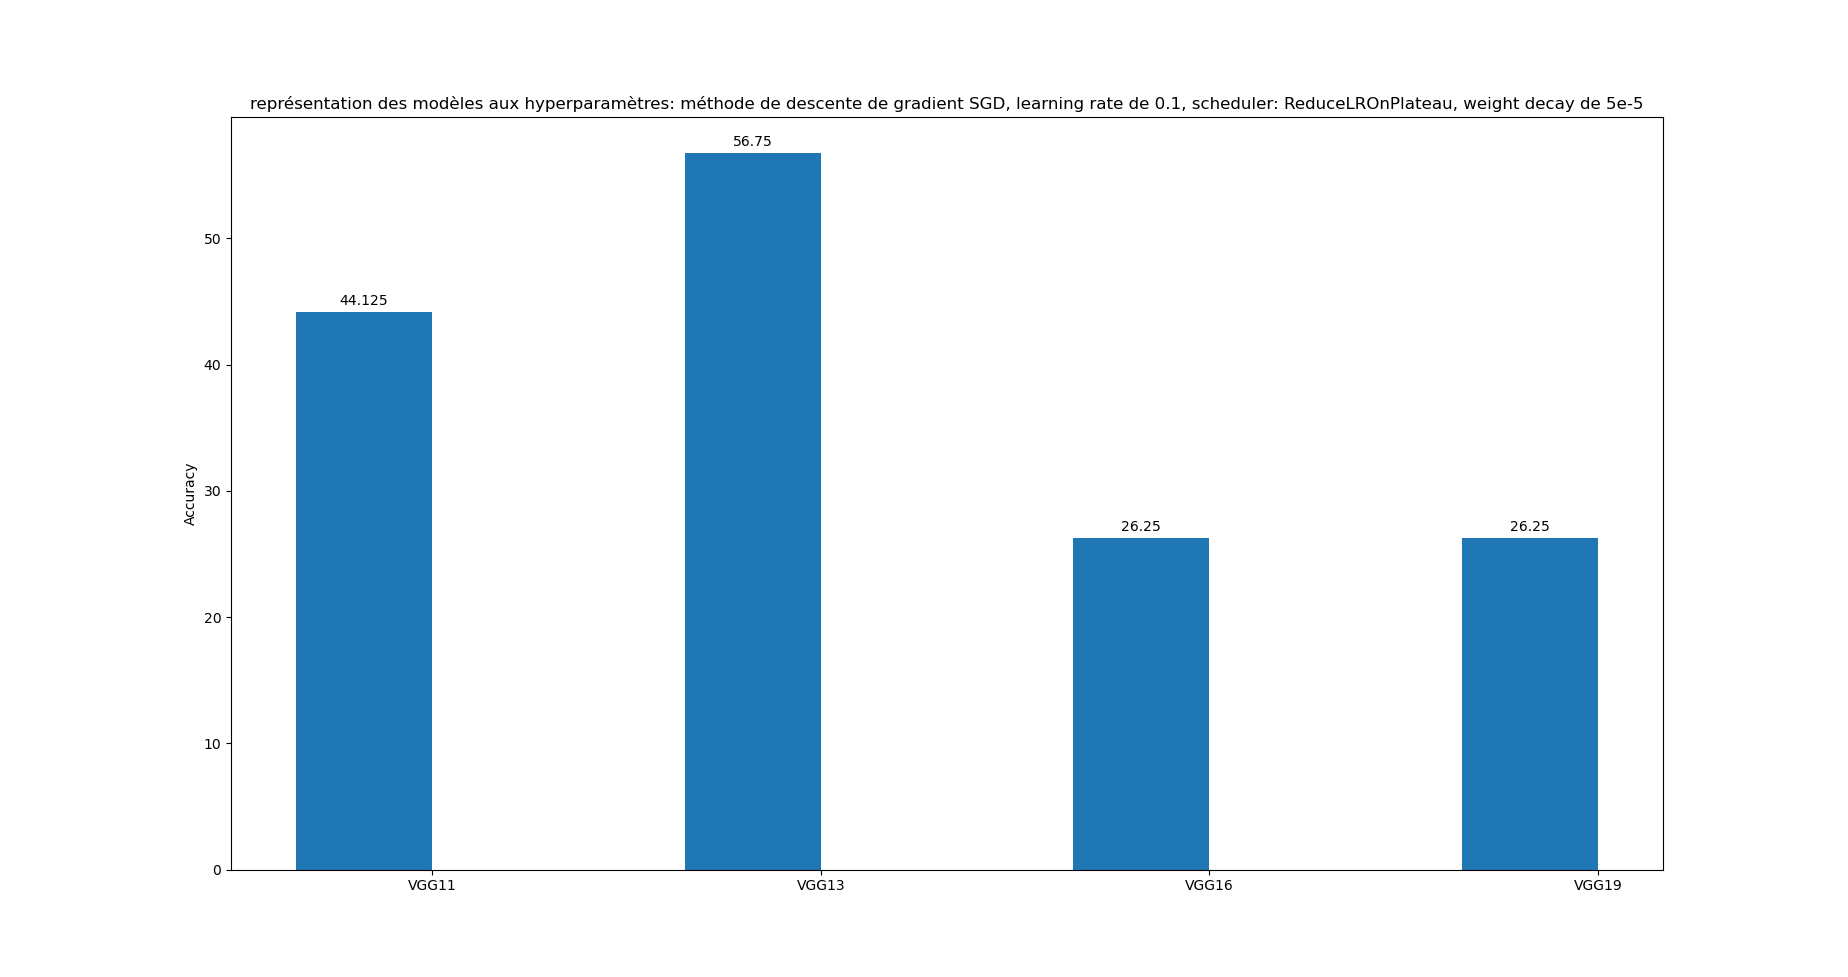 représentation des modèles aux hyperparamètres: méthode de descente de gradient SGD, learning rate de 0.1, scheduler: ReduceLROnPlateau, weight decay de 5e-5
56.75
50
44.125
40
Accuracy
30
26.25
26.25
20
10
0
VGG11
VGG13
VGG16
VGG19